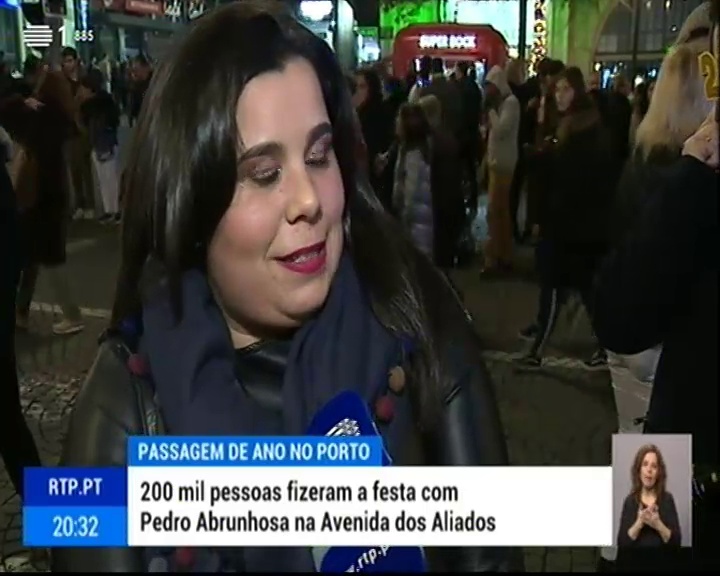 1
885
SUPER BOCK
PASSAGEM DE ANO NO PORTO
RTP.PT
200 mil pessoas fizeram a festa com
20:32
Pedro Abrunhosa na Avenida dos Aliados
rtp.p